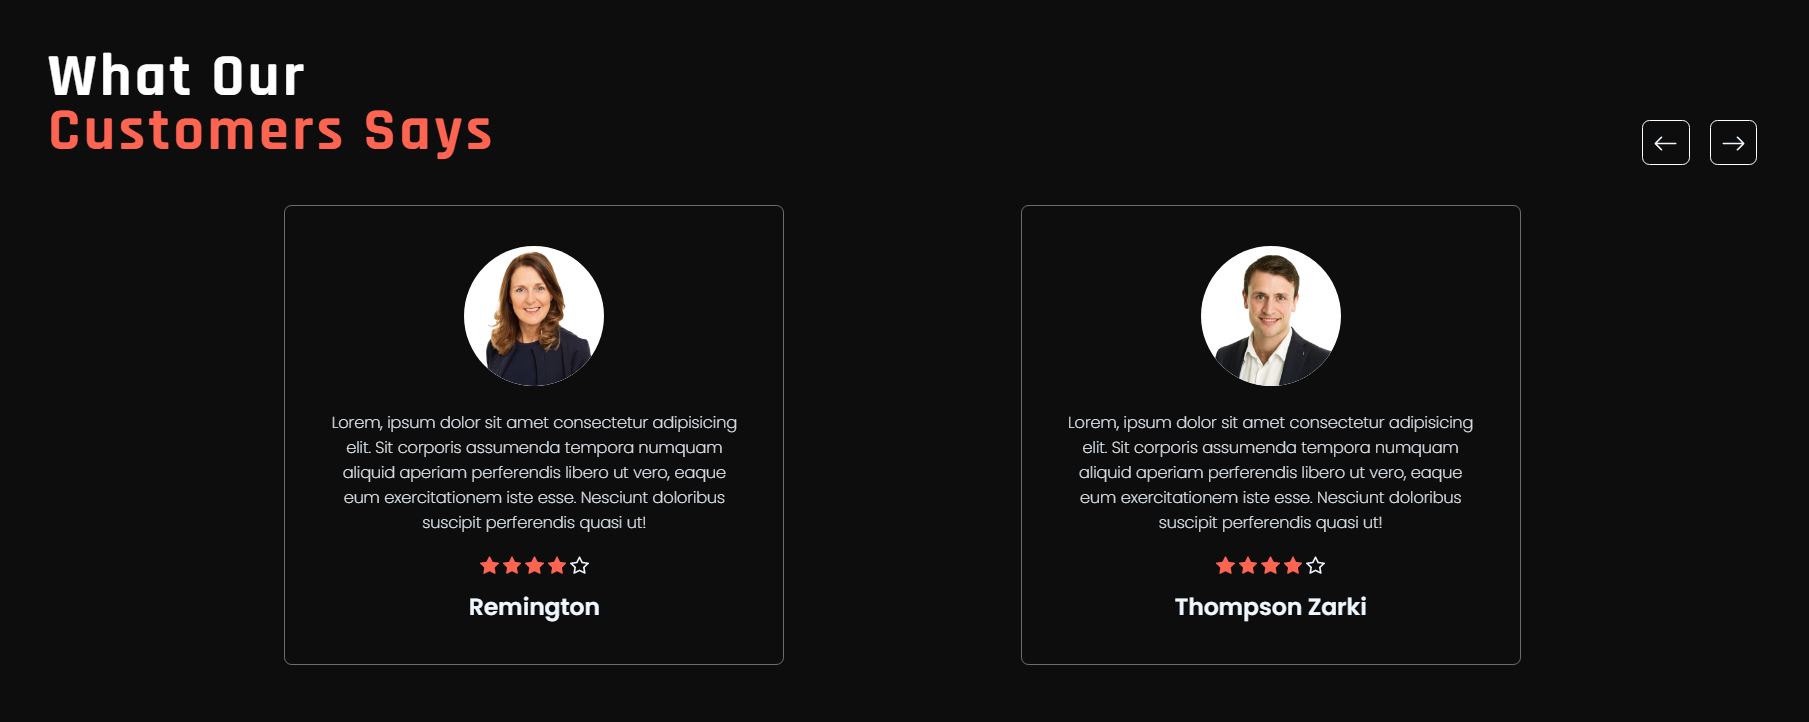 What Our
Customers Says
Lorem, ipsum dolor sit amet consectetur adipisicing
elit. Sit corporis assumenda tempora numquam
aliquid aperiam perferendis libero ut vero, eaque
eum exercitationem iste esse. Nesciunt doloribus
suscipit perferendis quasi ut!
Remington
Lorem, ipsum dolor sit amet consectetur adipisicing
elit. Sit corporis assumenda tempora numquam
aliquid aperiam perferendis libero ut vero, eaque
eum exercitationem iste esse. Nesciunt doloribus
suscipit perferendis quasi ut!
Thompson Zarki